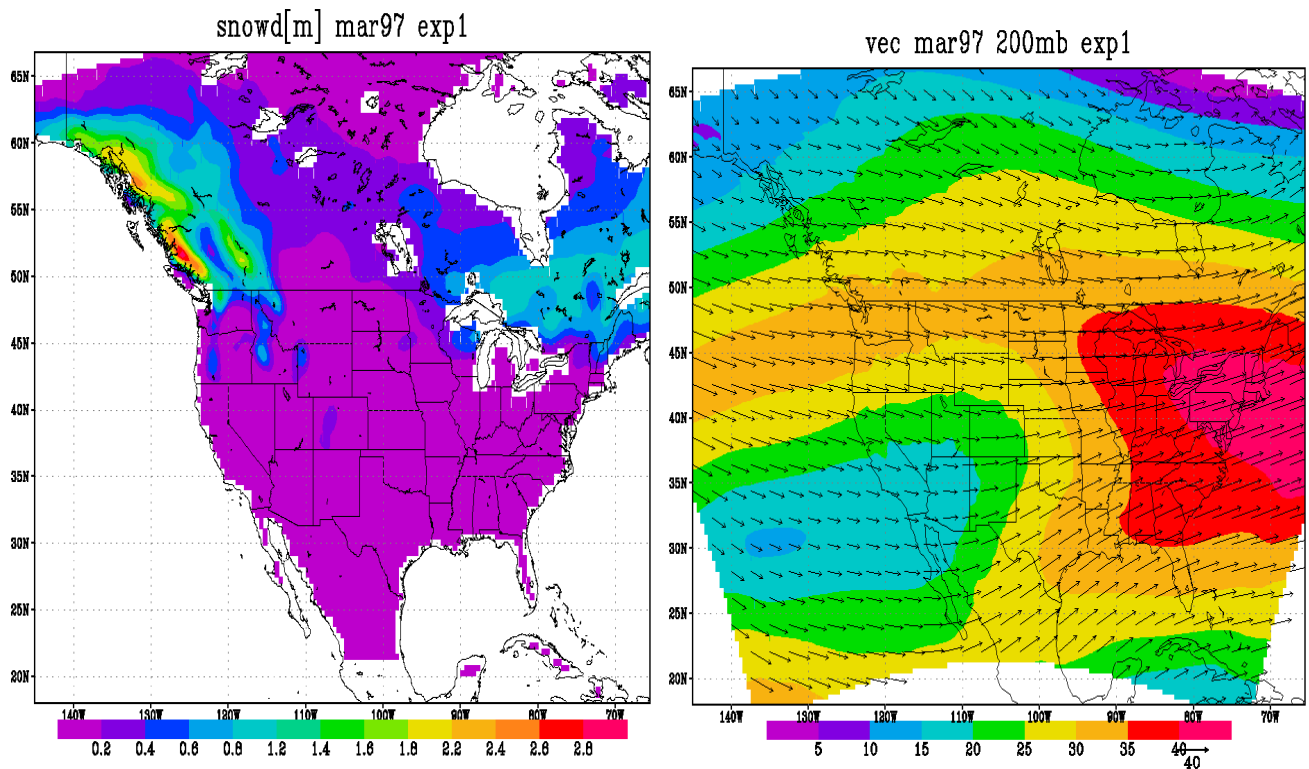 snowd[m] mar97 exp1
65N
60N
55N
50N
45N
40N
35N
30N
25N
20N
140W 130W 120W 110W 100W 90W 80W 70W
0.2 0.4 0.6 0.8 1.2 1.4 1.6 1.8 2.2 2.4 2.6 2.8
vec mar97 200mb exp1
65N
60N
55N
50N
45N
40N
35N
30N
25N
20N
140W 130W 120W 110W 100W 90W 80W 70W
5 10 15 20 25 30 35 40
40